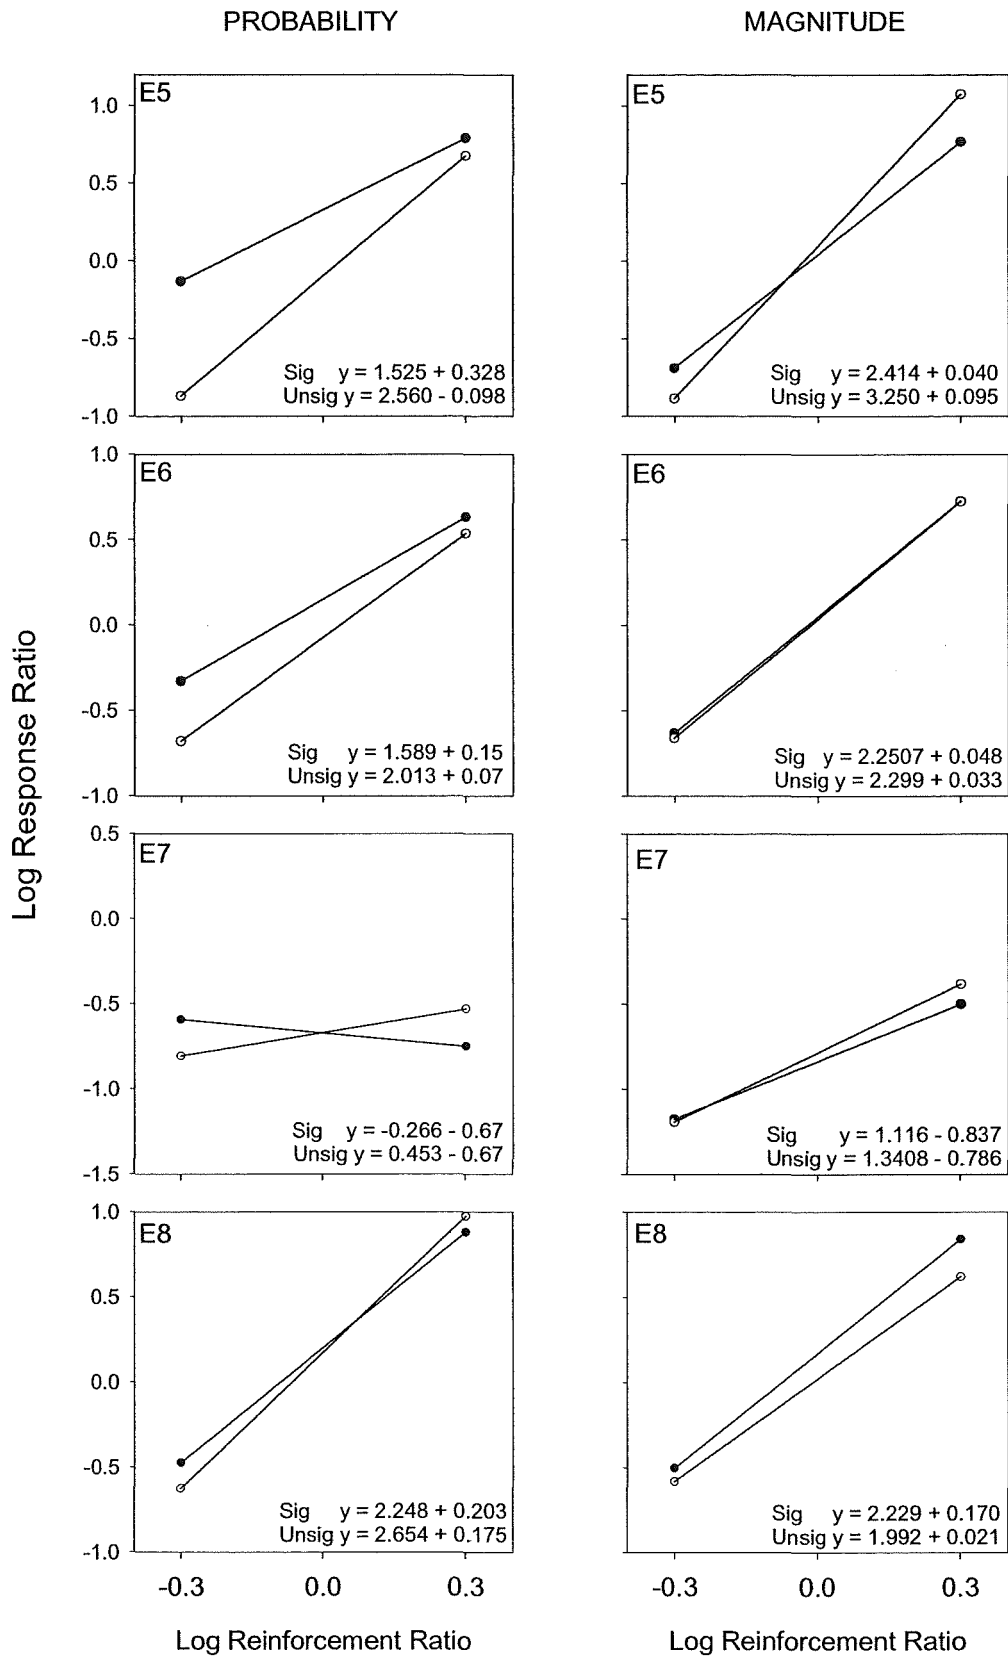 PROBABILITY
MAGNITUDE
Log Response Ratio
E5
1.0
0.5
0.0
-0.5
-1.0
Sig y = 1.525 + 0.328
Unsig y = 2.560 - 0.098
E5
Sig y = 2.414 + 0.040
Unsig y = 3.250 + 0.095
E6
1.0
0.5
0.0
-0.5
-1.0
Sig y = 1.589 + 0.15
Unsig y = 2.013 + 0.07
E6
Sig y = 2.2507 + 0.048
Unsig y = 2.299 + 0.033
E7
0.5
0.0
-0.5
-1.0
-1.5
Sig y = -0.266 - 0.67
Unsig y = 0.453 - 0.67
E7
Sig y = 1.116 - 0.837
Unsig y = 1.3408 - 0.786
E8
1.0
0.5
0.0
-0.5
-1.0
Sig y = 2.248 + 0.203
Unsig y = 2.654 + 0.175
E8
Sig y = 2.229 + 0.170
Unsig y = 1.992 + 0.021
-0.3 0.0 0.3
-0.3 0.0 0.3
Log Reinforcement Ratio
Log Reinforcement Ratio